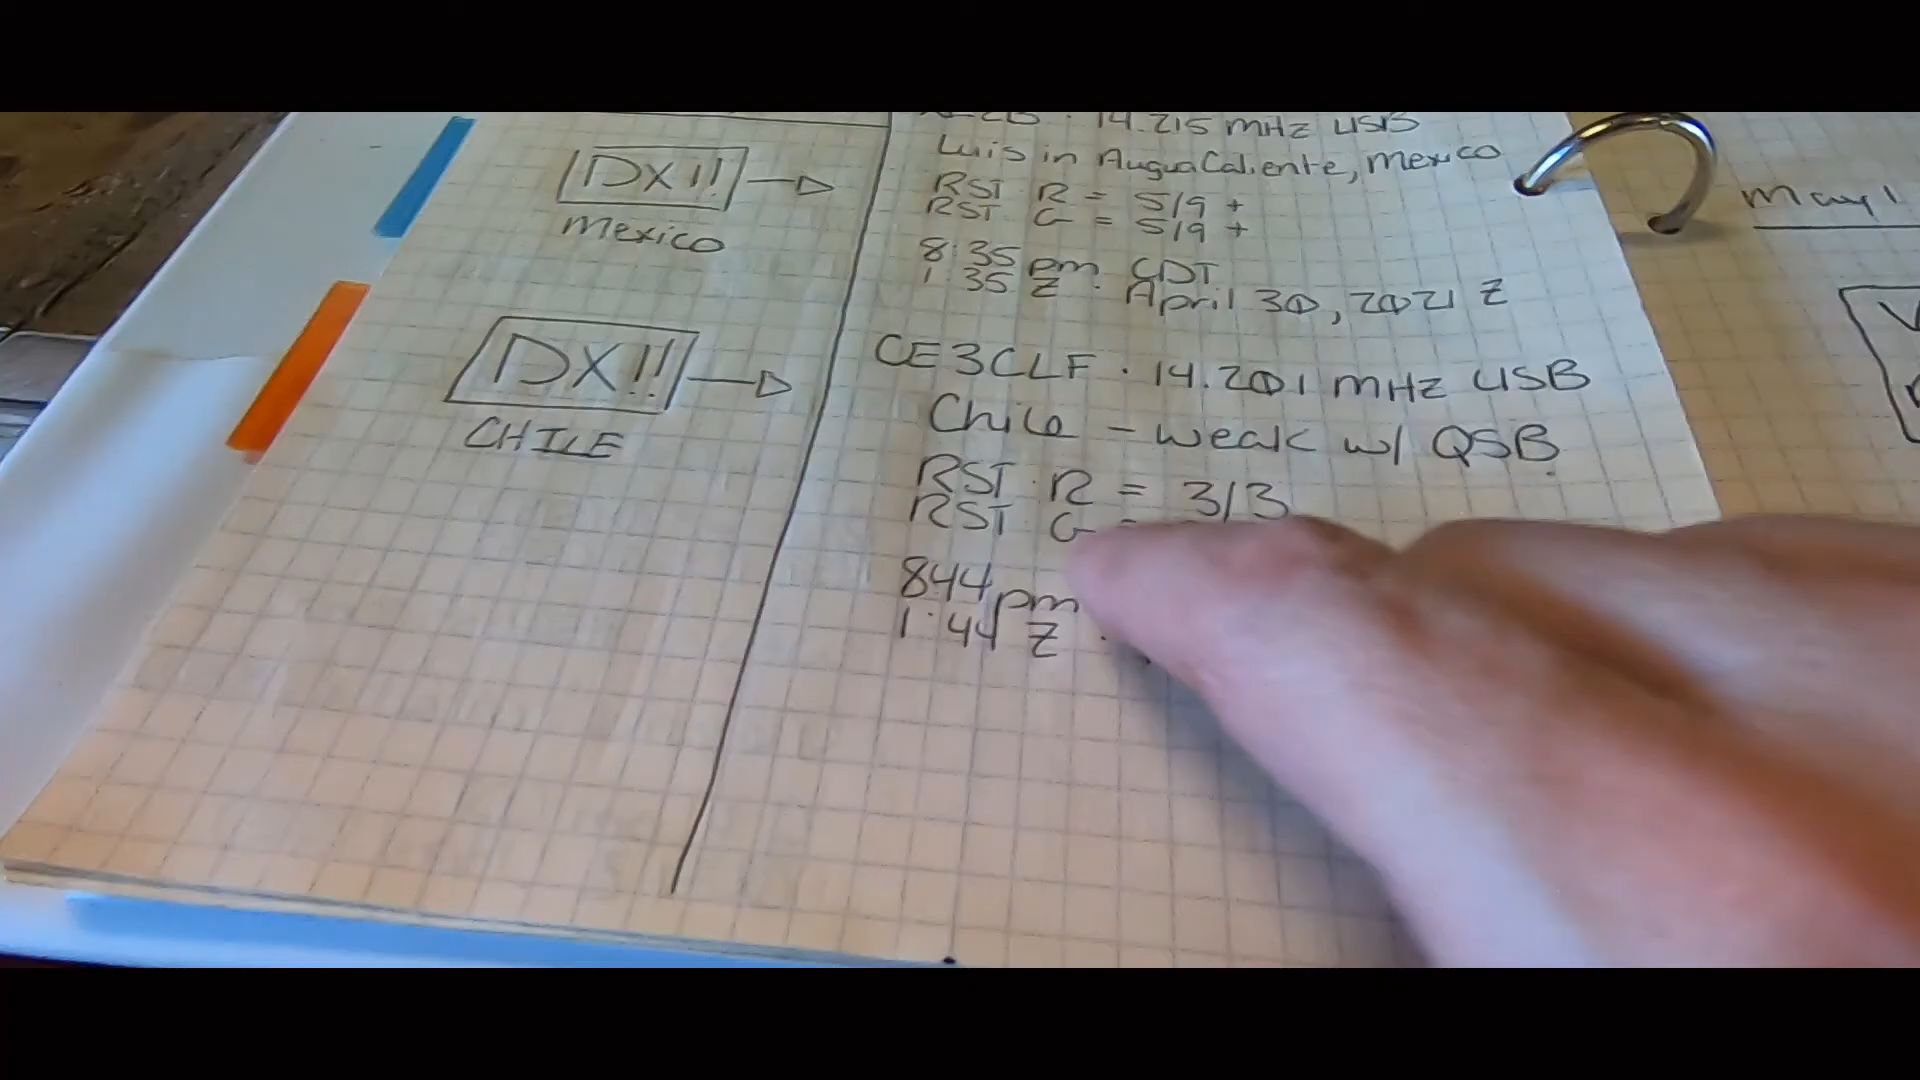 14.215 MHz USB
Luis in AuguaCaliente, Mexico
DX!!
Mexico
RST R = 5/9 +
RST G = 5/9 +
8:35 pm CDT
1:35 Z. April 30, 2021 Z
DX!!
CHILE
CE3CLF · 14.201 MHz USB
Chile - weak w/ QSB
RST R = 3/3
RST G =
844 pm
1:44 Z ·
May 1